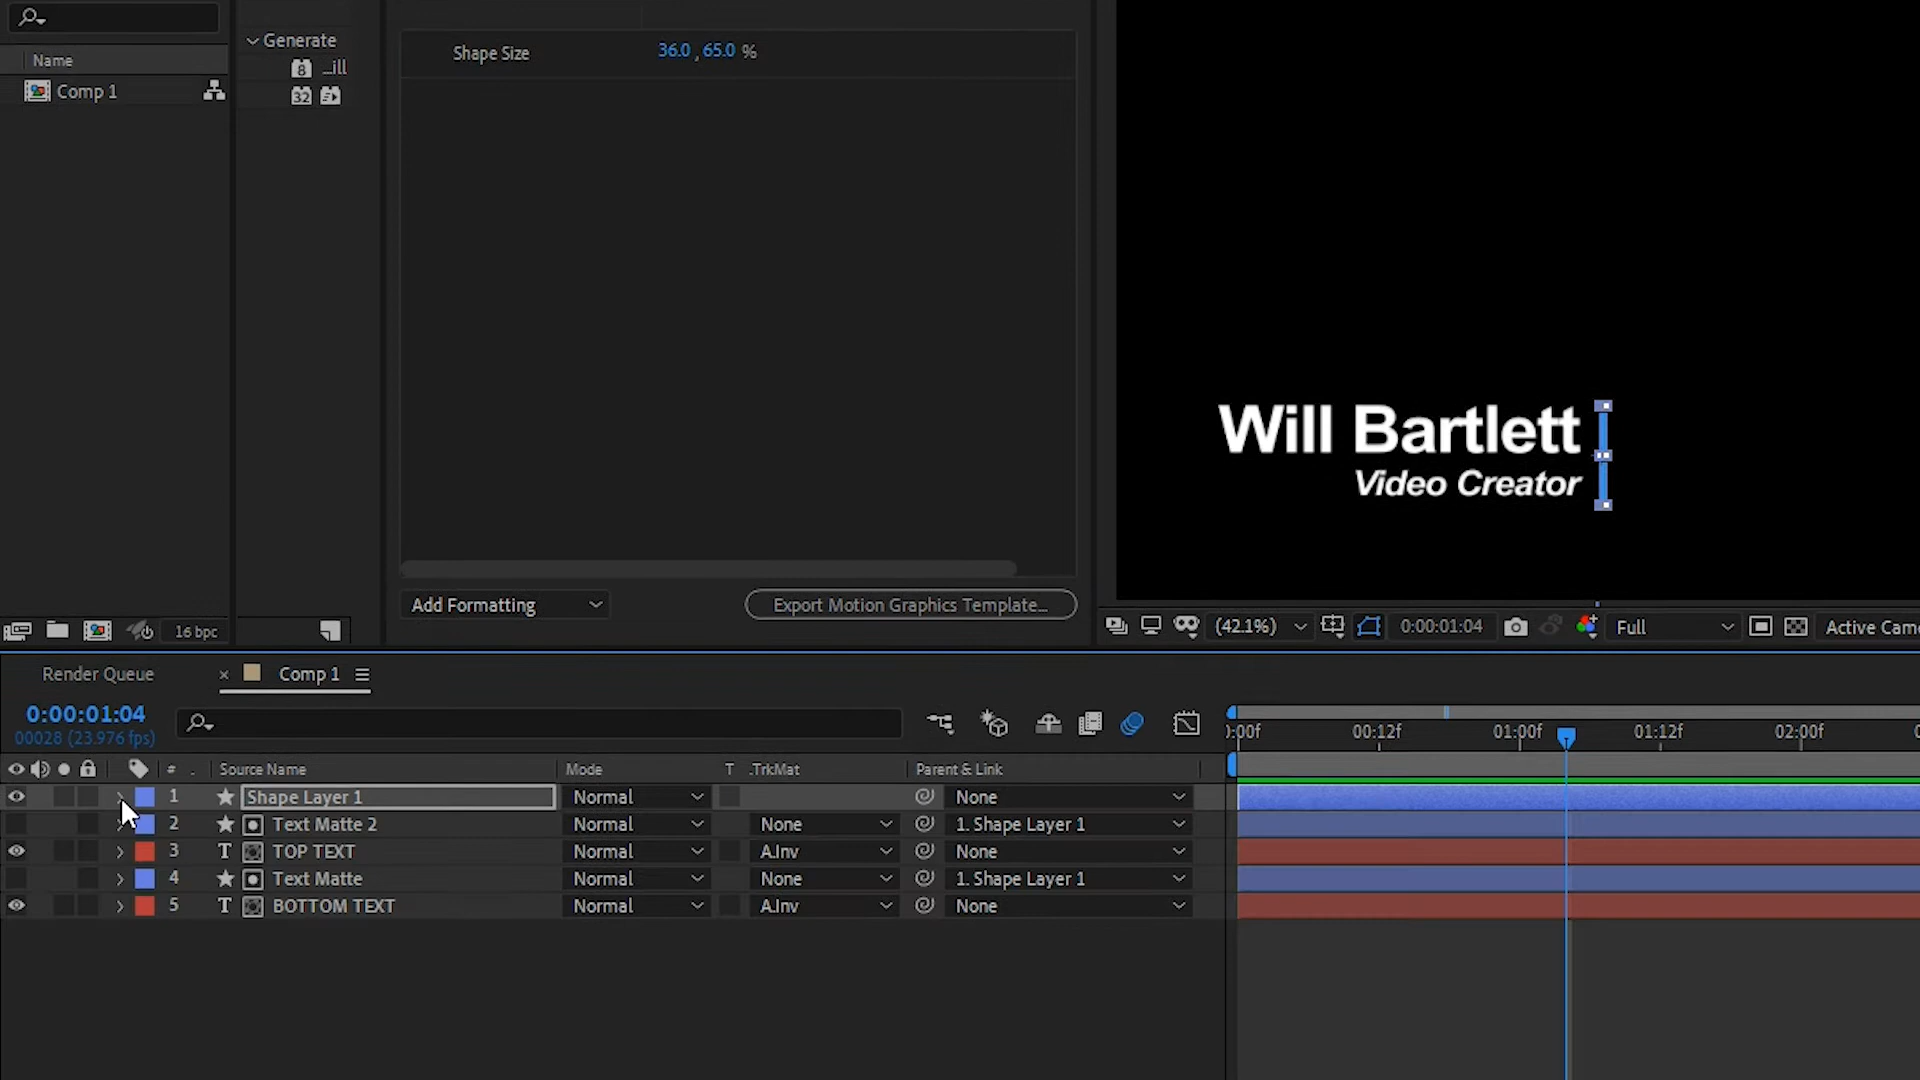 Name
Comp 1
Generate
8 ...ill
32
Shape Size 36.0 , 65.0 %
Will Bartlett
Video Creator
Add Formatting
Export Motion Graphics Template...
16 bpc
(42.1%) 0:00:01:04 Full Active Came
Render Queue × Comp 1
0:00:01:04
00028 (23.976 fps)
:00f 00:12f 01:00f 01:12f 02:00f
# . Source Name Mode T .TrkMat Parent & Link
1 Shape Layer 1 Normal None
2 Text Matte 2 Normal None 1. Shape Layer 1
3 T TOP TEXT Normal A.Inv None
4 Text Matte Normal None 1. Shape Layer 1
5 T BOTTOM TEXT Normal A.Inv None